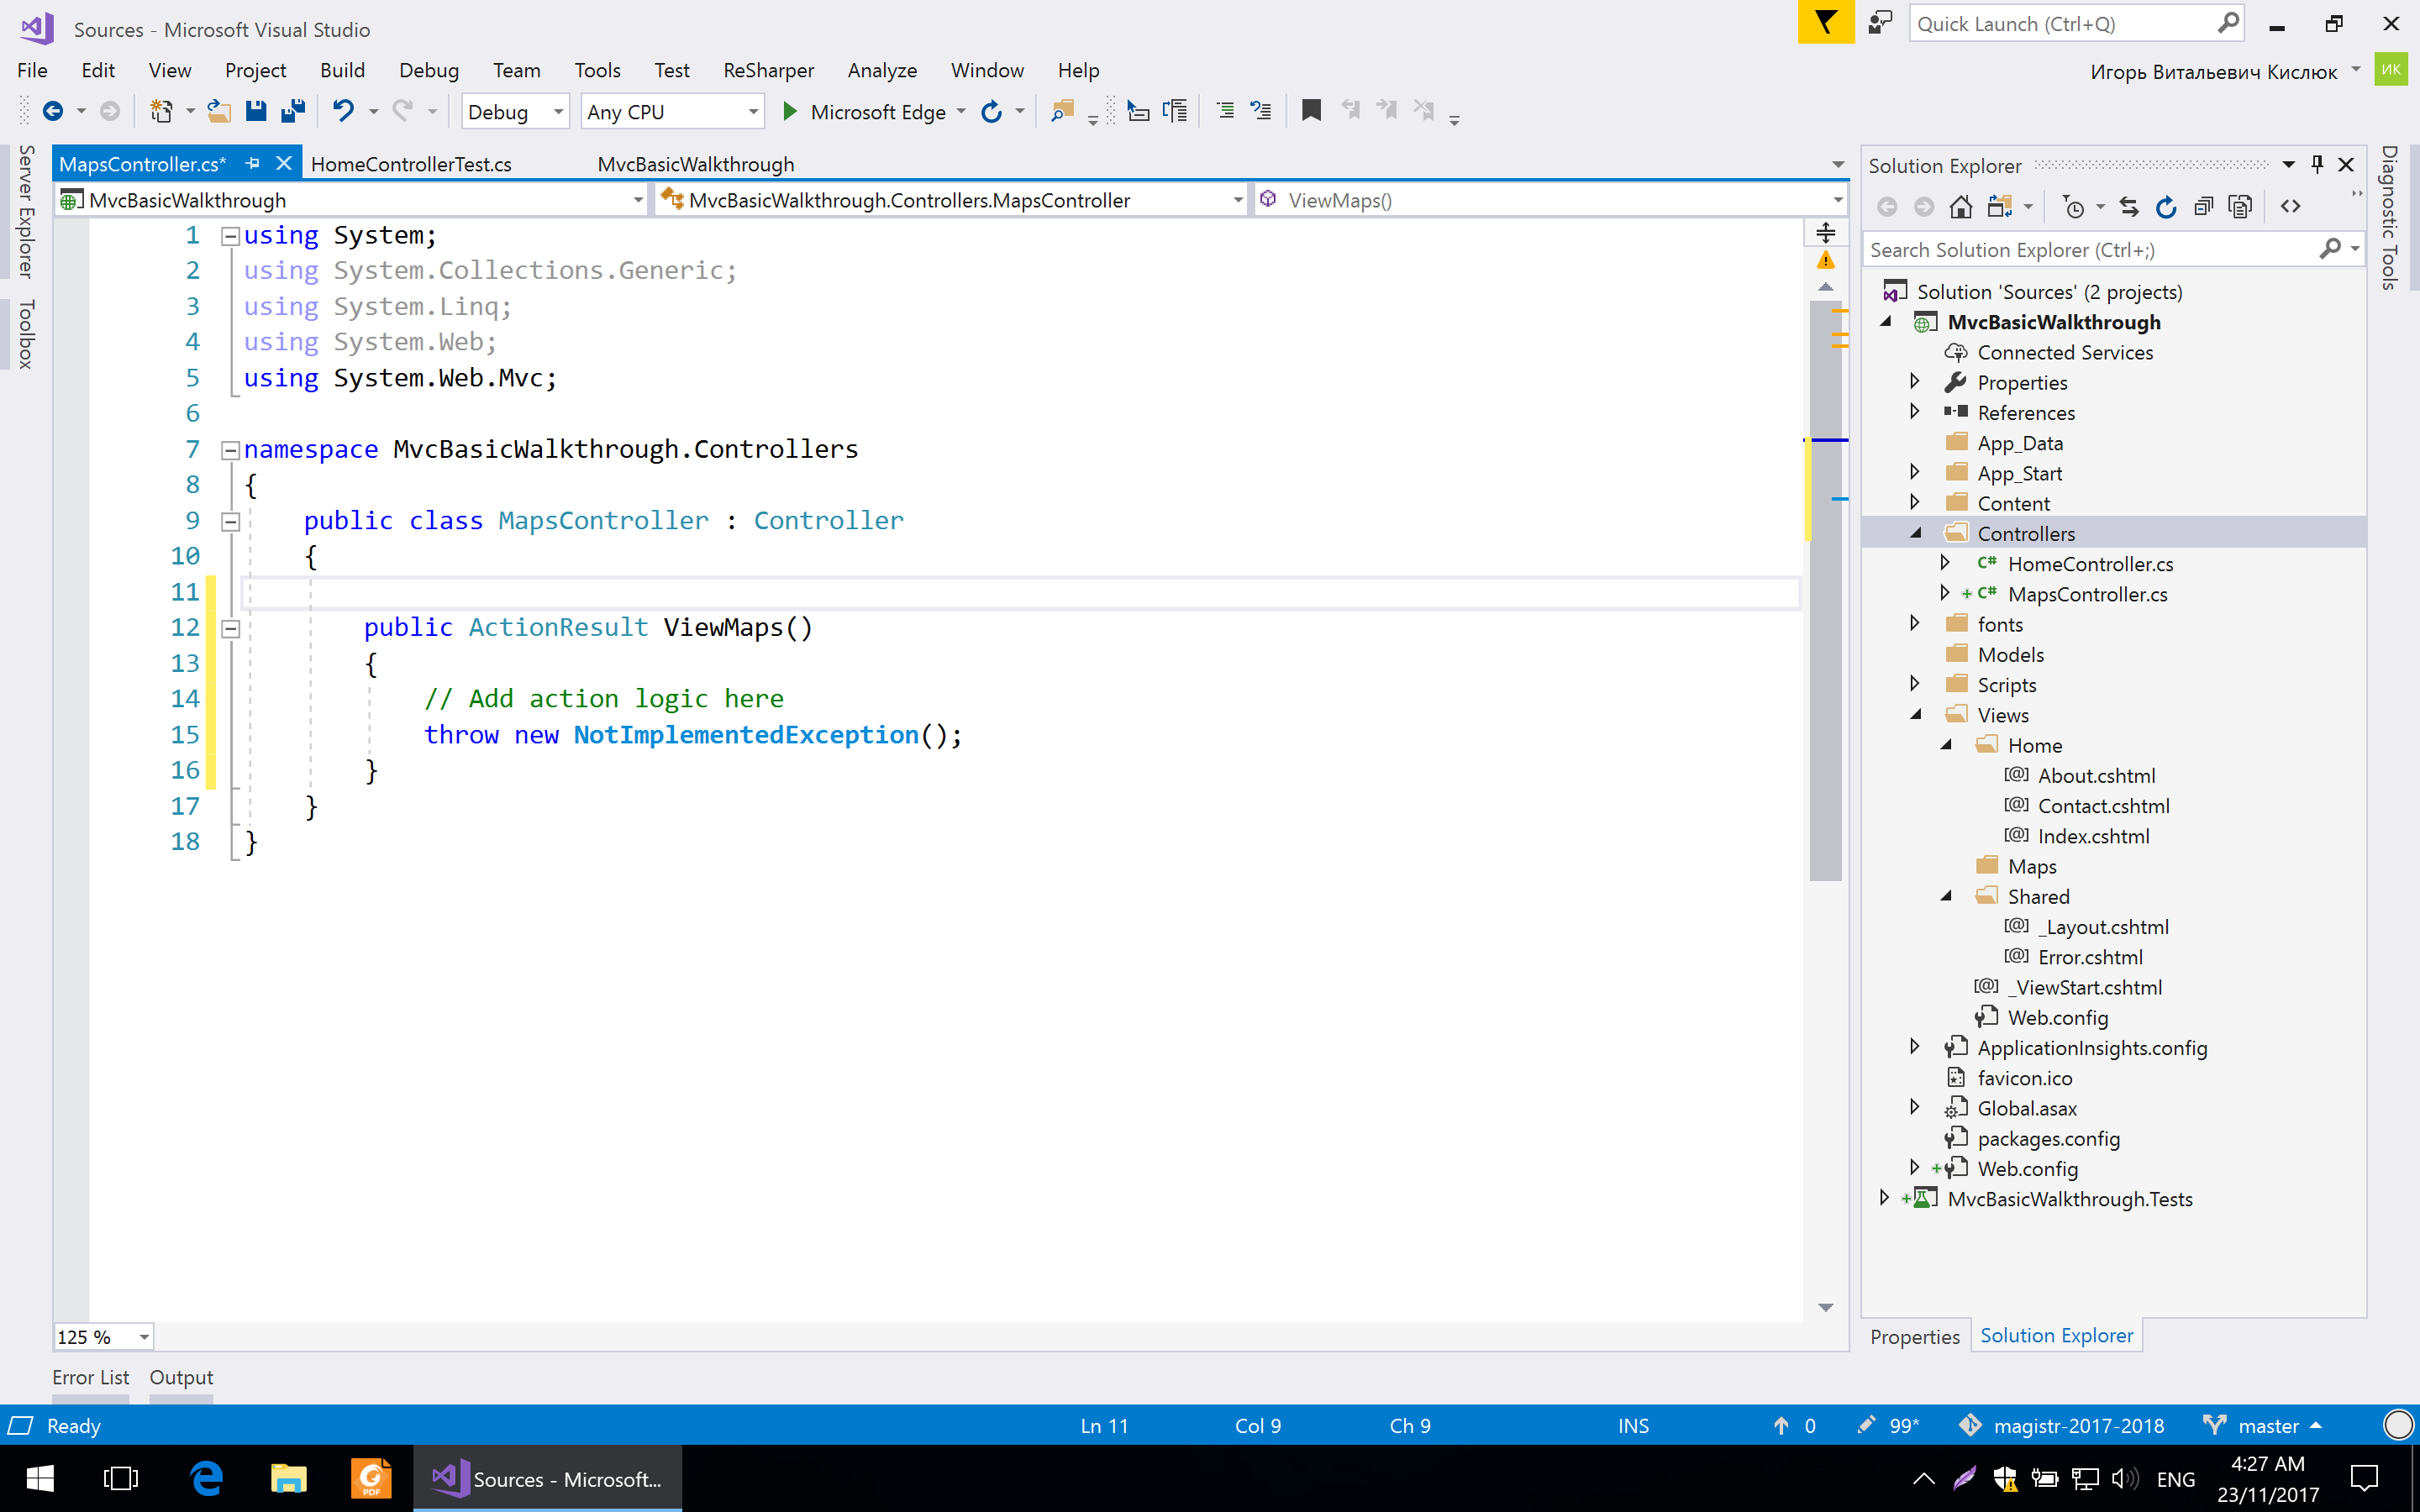 Sources - Microsoft Visual Studio
Quick Launch (Ctrl+Q)
File Edit View Project Build Debug Team Tools Test ReSharper Analyze Window Help
Игорь Витальевич Кислюк ИК
Debug Any CPU Microsoft Edge
Server Explorer
Toolbox
MapsController.cs* HomeControllerTest.cs MvcBasicWalkthrough
MvcBasicWalkthrough MvcBasicWalkthrough.Controllers.MapsController ViewMaps()
1 using System;
2 using System.Collections.Generic;
3 using System.Linq;
4 using System.Web;
5 using System.Web.Mvc;
6
7 namespace MvcBasicWalkthrough.Controllers
8 {
9 public class MapsController : Controller
10 {
11
12 public ActionResult ViewMaps()
13 {
14 // Add action logic here
15 throw new NotImplementedException();
16 }
17 }
18 }
125 %
Error List Output
Solution Explorer
Search Solution Explorer (Ctrl+;)
Solution 'Sources' (2 projects)
MvcBasicWalkthrough
Connected Services
Properties
References
App_Data
App_Start
Content
Controllers
C# HomeController.cs
+ C# MapsController.cs
fonts
Models
Scripts
Views
Home
[@] About.cshtml
[@] Contact.cshtml
[@] Index.cshtml
Maps
Shared
[@] _Layout.cshtml
[@] Error.cshtml
[@] _ViewStart.cshtml
Web.config
ApplicationInsights.config
favicon.ico
Global.asax
packages.config
+ Web.config
+ MvcBasicWalkthrough.Tests
Properties Solution Explorer
Diagnostic Tools
Ready Ln 11 Col 9 Ch 9 INS 0 99* magistr-2017-2018 master
PDF
Sources - Microsoft...
ENG
4:27 AM
23/11/2017